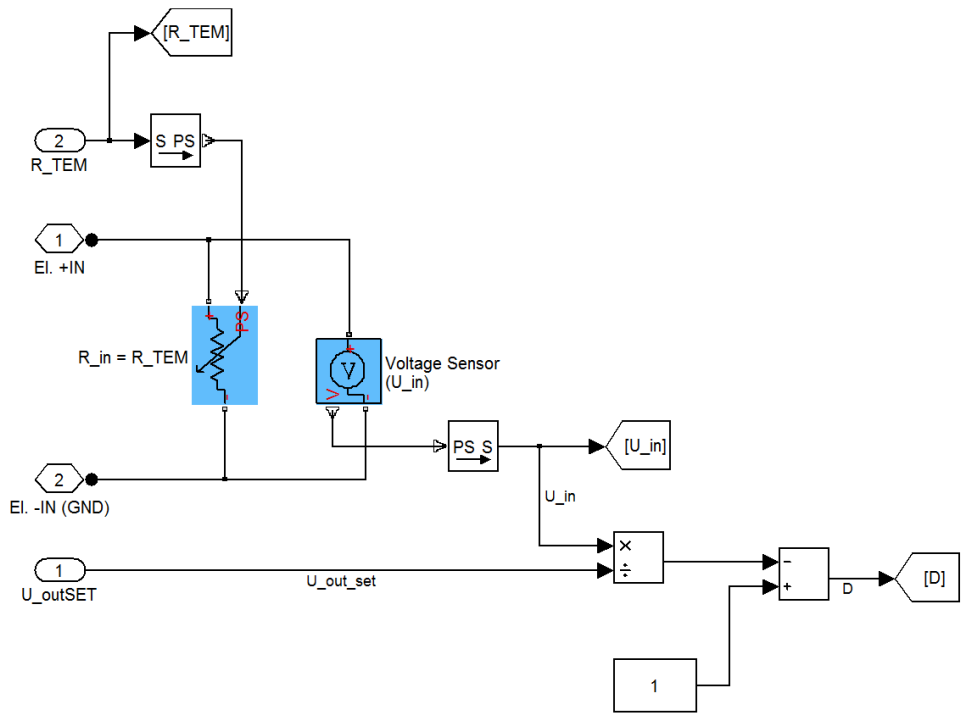 [R_TEM]
2
S PS
R_TEM
1
El. +IN
+
PS
R_in = R_TEM
-
+
V
V
-
Voltage Sensor
(U_in)
PS S
[U_in]
2
El. -IN (GND)
U_in
×
÷
1
U_outSET
U_out_set
-
+
D
[D]
1